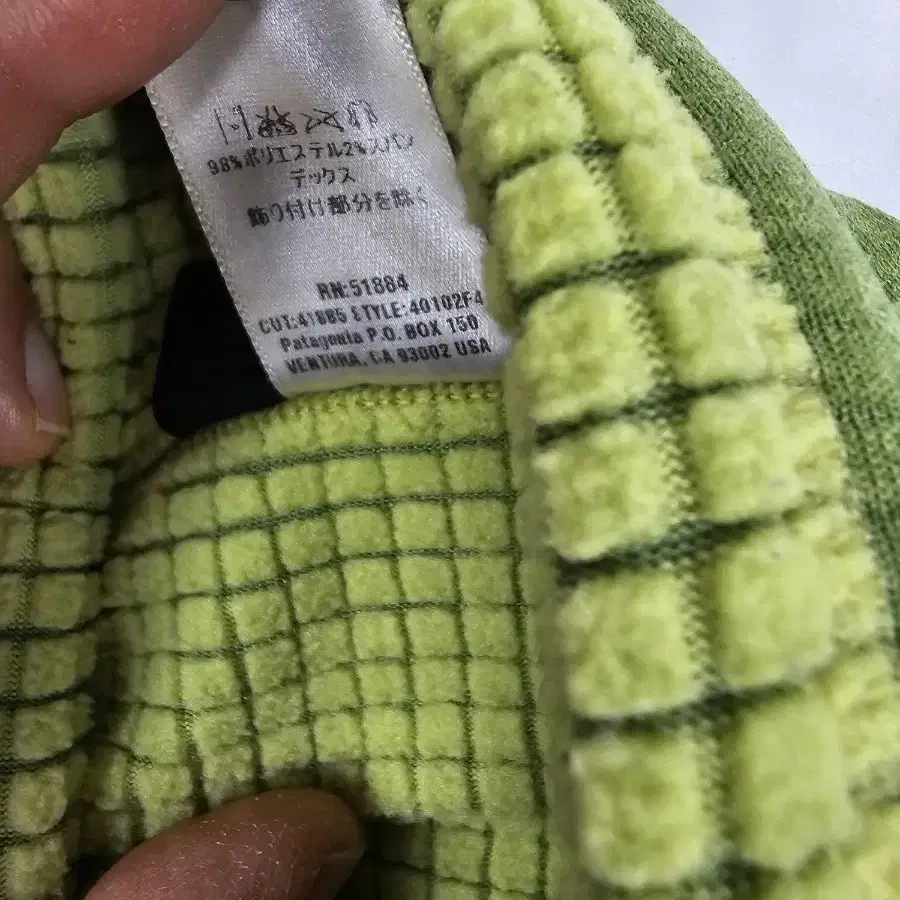 98%ポリエステル2%スパン
デックス
飾り付け部分を除く
RN:51884
CUT:41885 STYLE:40102F4
Patagonia P.O. BOX 150
VENTURA, CA 93002 USA